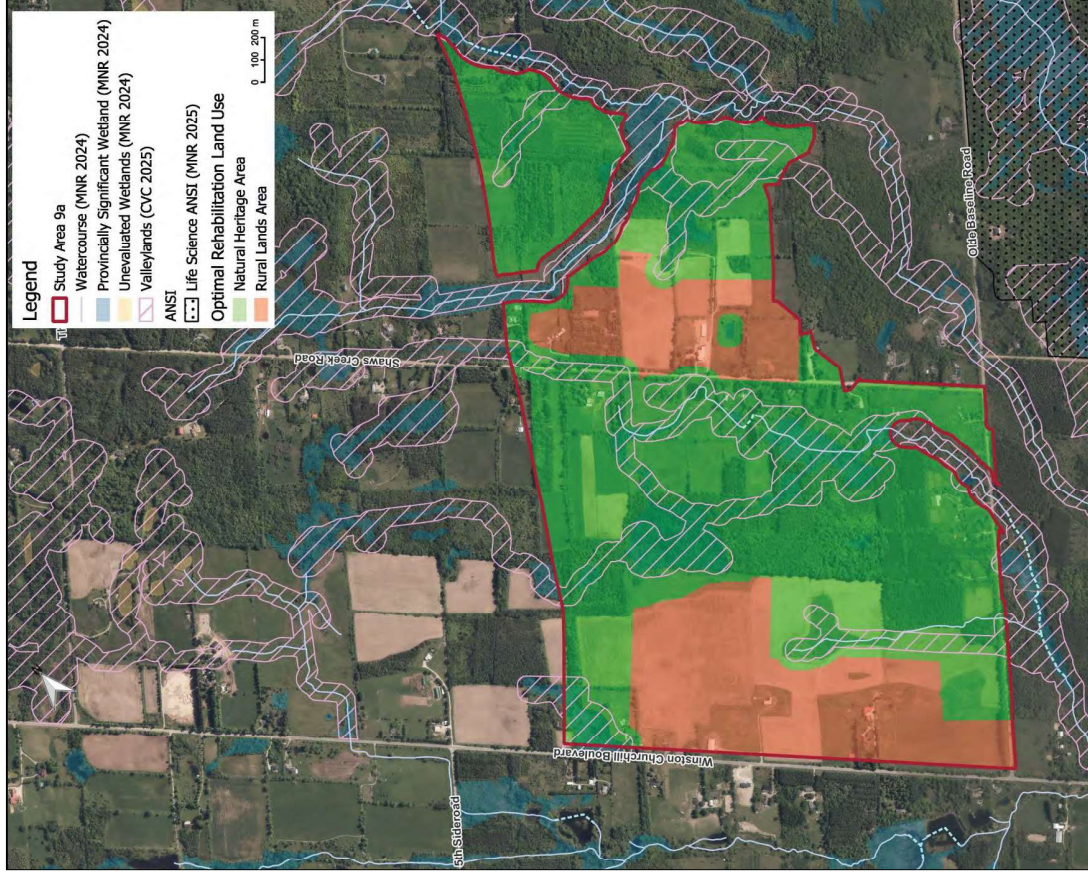 Legend
Study Area 9a
Watercourse (MNR 2024)
Provincially Significant Wetland (MNR 2024)
Unevaluated Wetlands (MNR 2024)
Valleylands (CVC 2025)
ANSI
Life Science ANSI (MNR 2025)
Optimal Rehabilitation Land Use
Natural Heritage Area
Rural Lands Area
0 100 200 m
N
Shaws Creek Road
Olde Baseline Road
Winston Churchill Boulevard
5th Sideroad